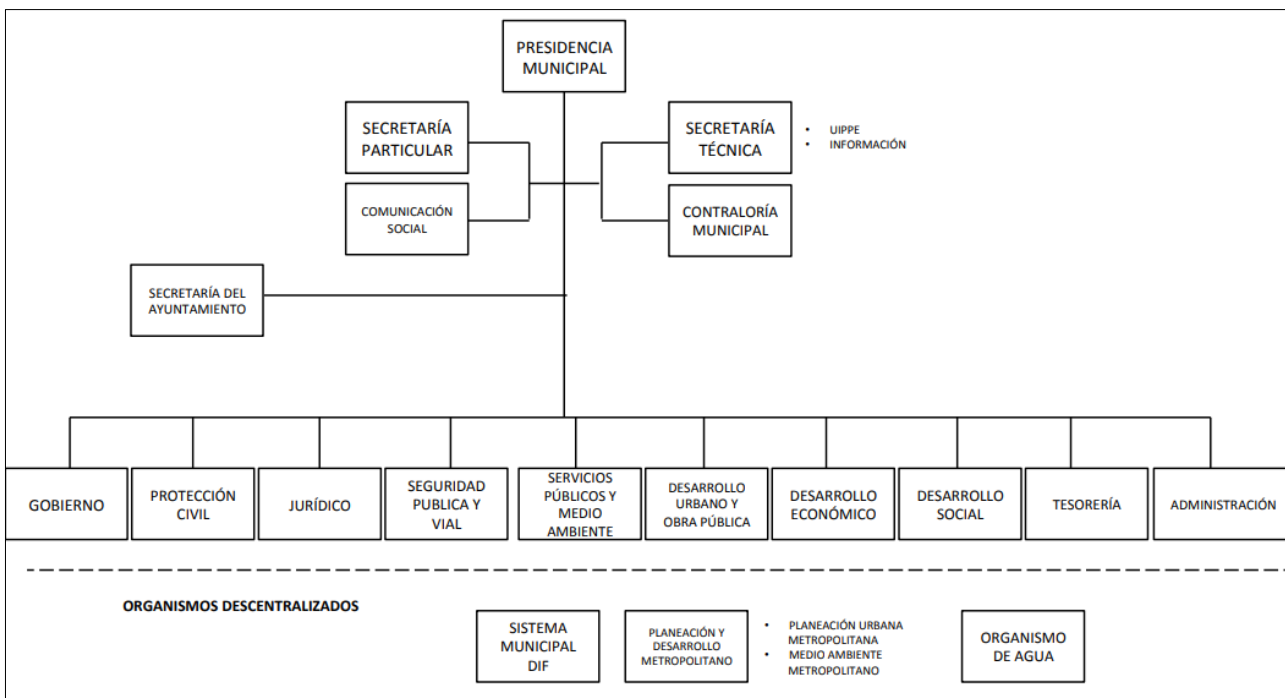 PRESIDENCIA
MUNICIPAL
SECRETARÍA
PARTICULAR
SECRETARÍA
TÉCNICA
• UIPPE
• INFORMACIÓN
COMUNICACIÓN
SOCIAL
CONTRALORÍA
MUNICIPAL
SECRETARÍA DEL
AYUNTAMIENTO
GOBIERNO
PROTECCIÓN
CIVIL
JURÍDICO
SEGURIDAD
PUBLICA Y
VIAL
SERVICIOS
PÚBLICOS Y
MEDIO
AMBIENTE
DESARROLLO
URBANO Y
OBRA PÚBLICA
DESARROLLO
ECONÓMICO
DESARROLLO
SOCIAL
TESORERÍA
ADMINISTRACIÓN
ORGANISMOS DESCENTRALIZADOS
SISTEMA
MUNICIPAL
DIF
PLANEACIÓN Y
DESARROLLO
METROPOLITANO
• PLANEACIÓN URBANA
METROPOLITANA
• MEDIO AMBIENTE
METROPOLITANO
ORGANISMO
DE AGUA